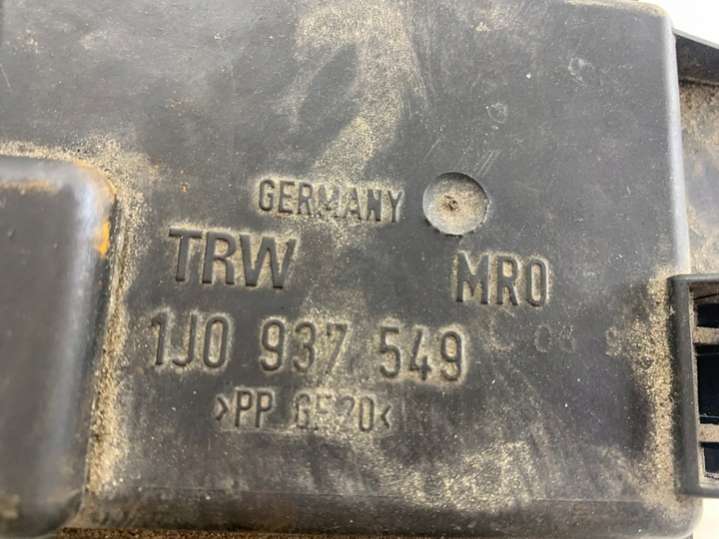 GERMANY
TRW MRO
1J0 937 549
>PP GF20<